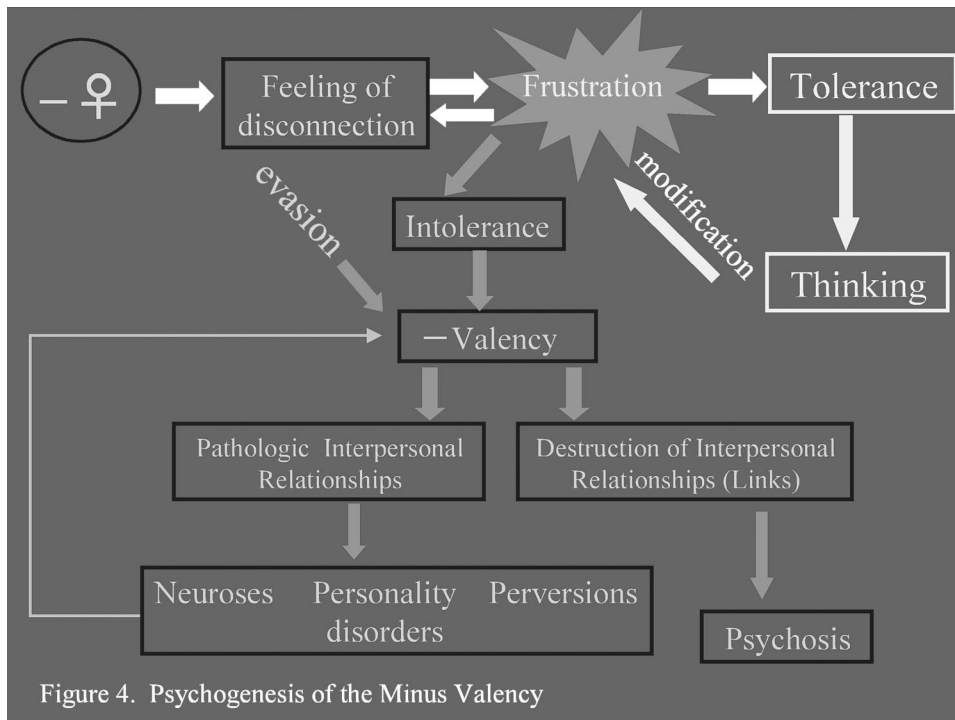 − ♀
Feeling of
disconnection
Frustration
Tolerance
evasion
Intolerance
modification
Thinking
−Valency
Pathologic Interpersonal
Relationships
Destruction of Interpersonal
Relationships (Links)
Neuroses Personality Perversions
disorders
Psychosis
Figure 4. Psychogenesis of the Minus Valency